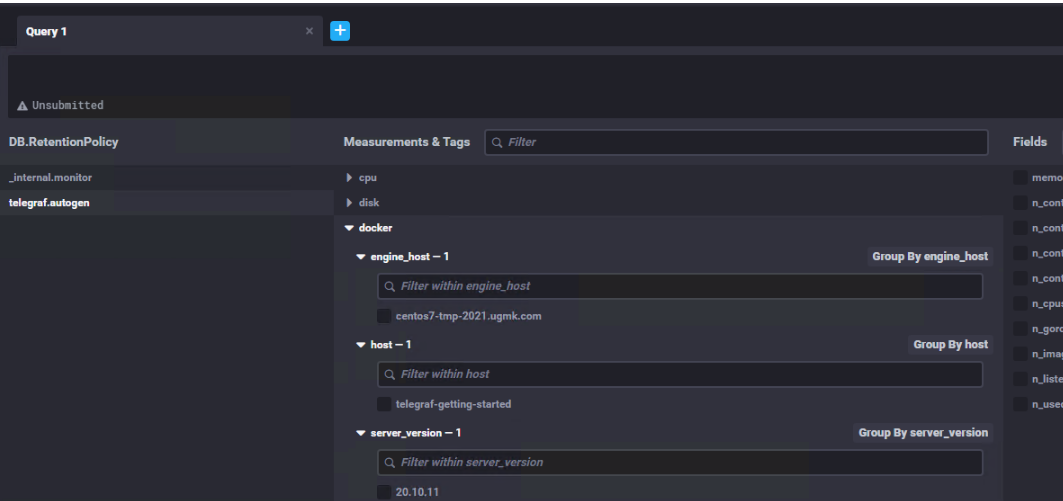 Query 1
Unsubmitted
DB.RetentionPolicy
_internal.monitor
telegraf.autogen
Measurements & Tags
Filter
cpu
disk
docker
engine_host — 1
Group By engine_host
Filter within engine_host
centos7-tmp-2021.ugmk.com
host — 1
Group By host
Filter within host
telegraf-getting-started
server_version — 1
Group By server_version
Filter within server_version
20.10.11
Fields
memo
n_cont
n_cont
n_cont
n_cont
n_cpus
n_goro
n_imag
n_liste
n_used